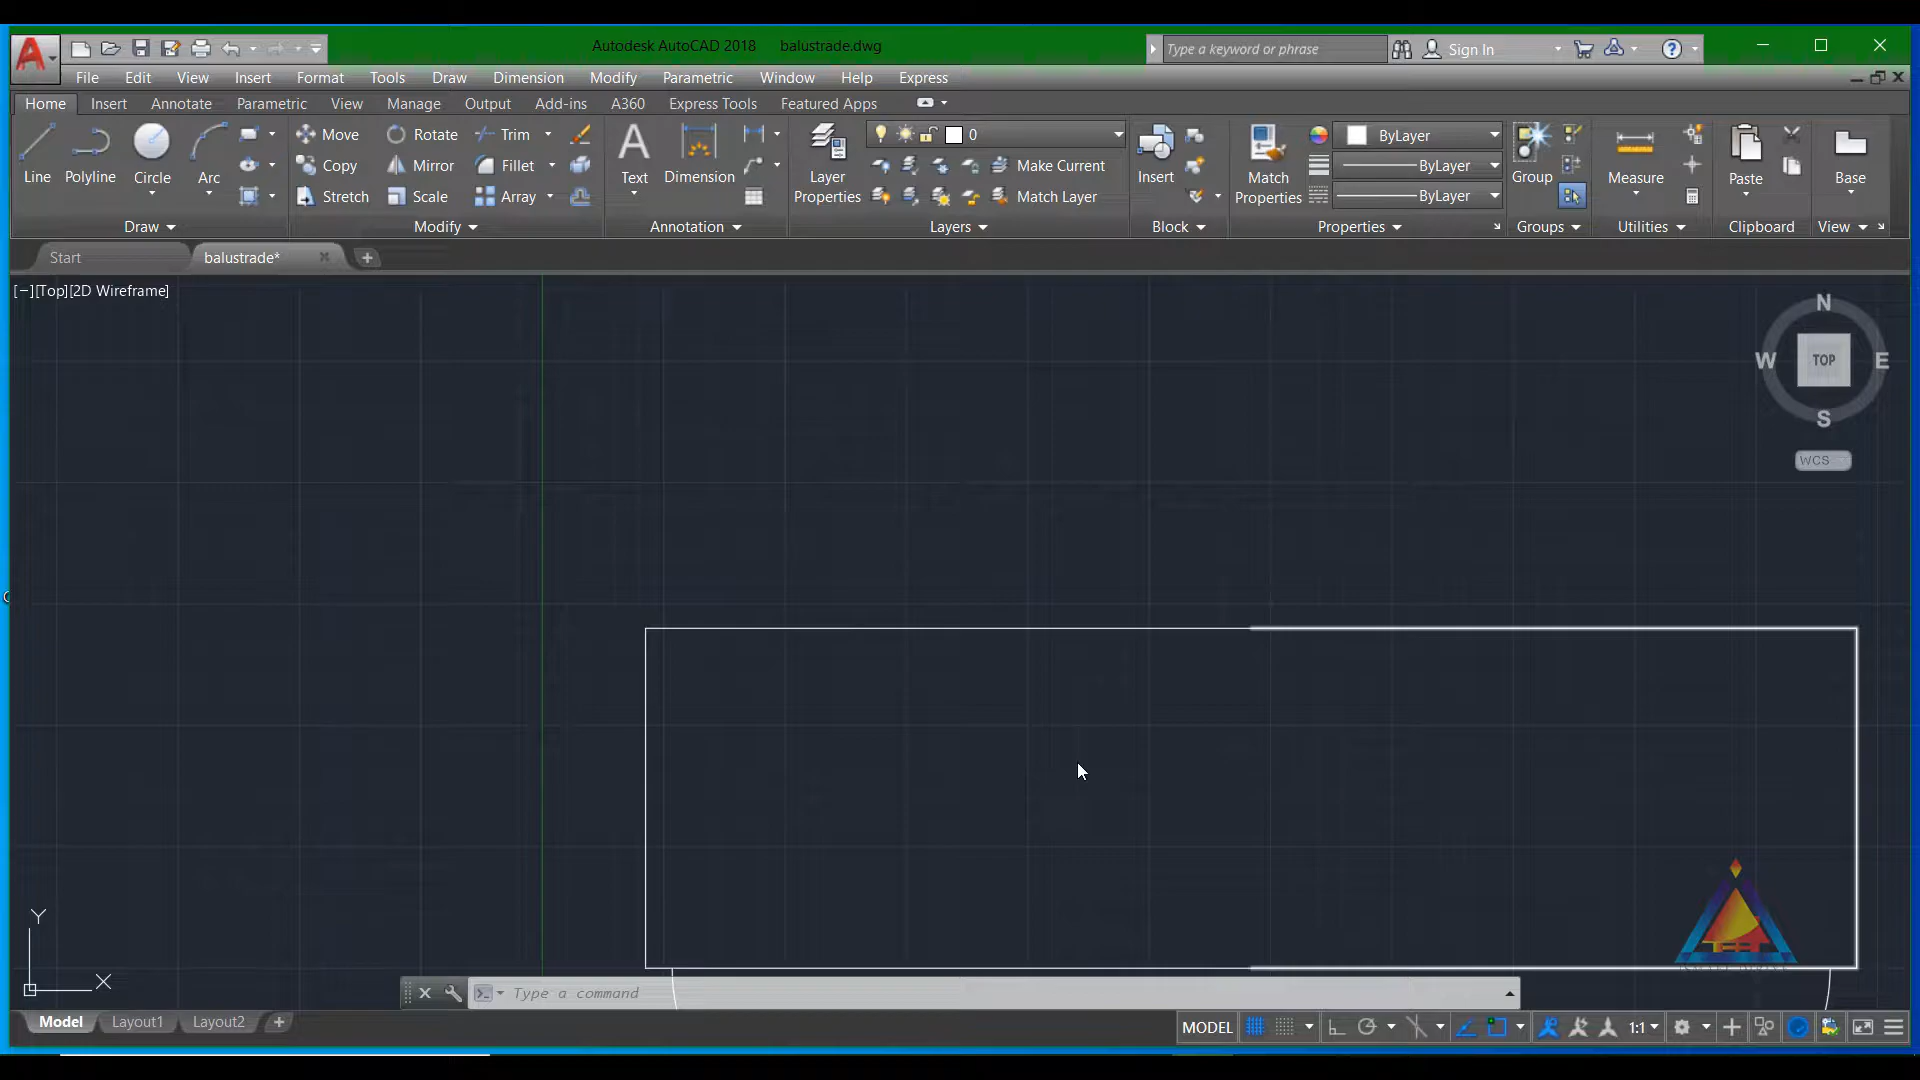 Autodesk AutoCAD 2018 balustrade.dwg
Type a keyword or phrase
Sign In
File Edit View Insert Format Tools Draw Dimension Modify Parametric Window Help Express
Home Insert Annotate Parametric View Manage Output Add-ins A360 Express Tools Featured Apps
Line Polyline Circle Arc
Move Rotate Trim
Copy Mirror Fillet
Stretch Scale Array
Text Dimension
Layer Properties
0
Make Current
Match Layer
Insert
Match Properties
ByLayer
ByLayer
ByLayer
Group Measure Paste Base
Draw Modify Annotation Layers Block Properties Groups Utilities Clipboard View
Start balustrade*
[−][Top][2D Wireframe]
N
W TOP E
S
WCS
Y
X
Type a command
Model Layout1 Layout2
MODEL 1:1